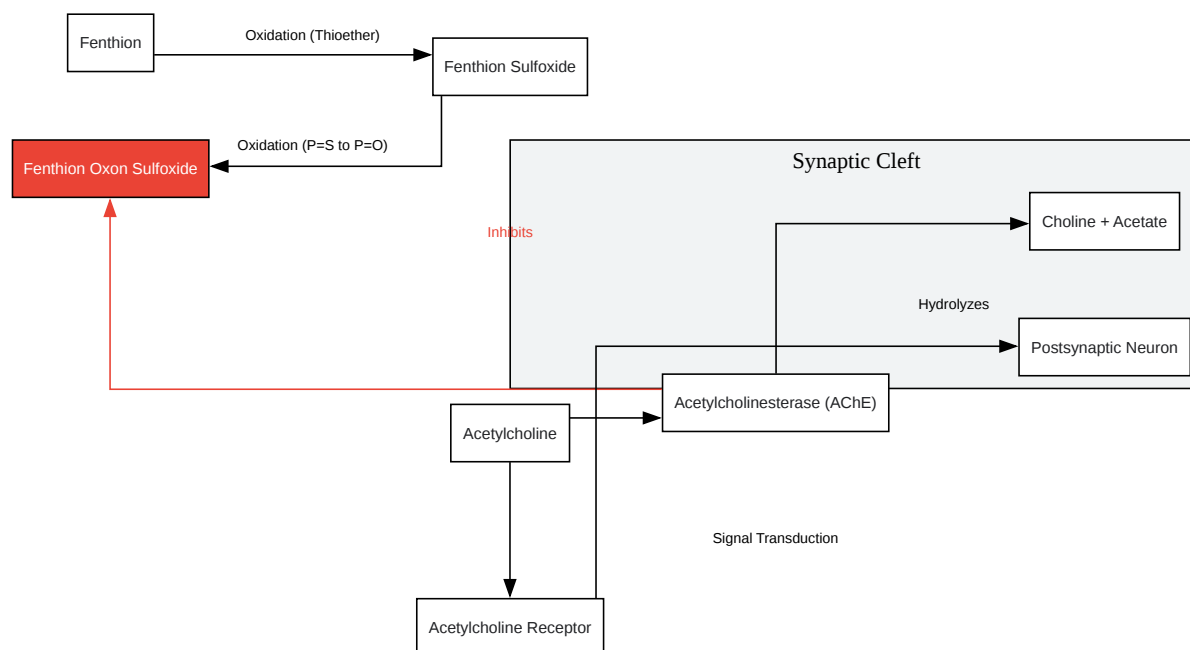 Fenthion
Oxidation (Thioether)
Fenthion Sulfoxide
Oxidation (P=S to P=O)
Fenthion Oxon Sulfoxide
Synaptic Cleft
Inhibits
Choline + Acetate
Hydrolyzes
Postsynaptic Neuron
Acetylcholinesterase (AChE)
Acetylcholine
Signal Transduction
Acetylcholine Receptor